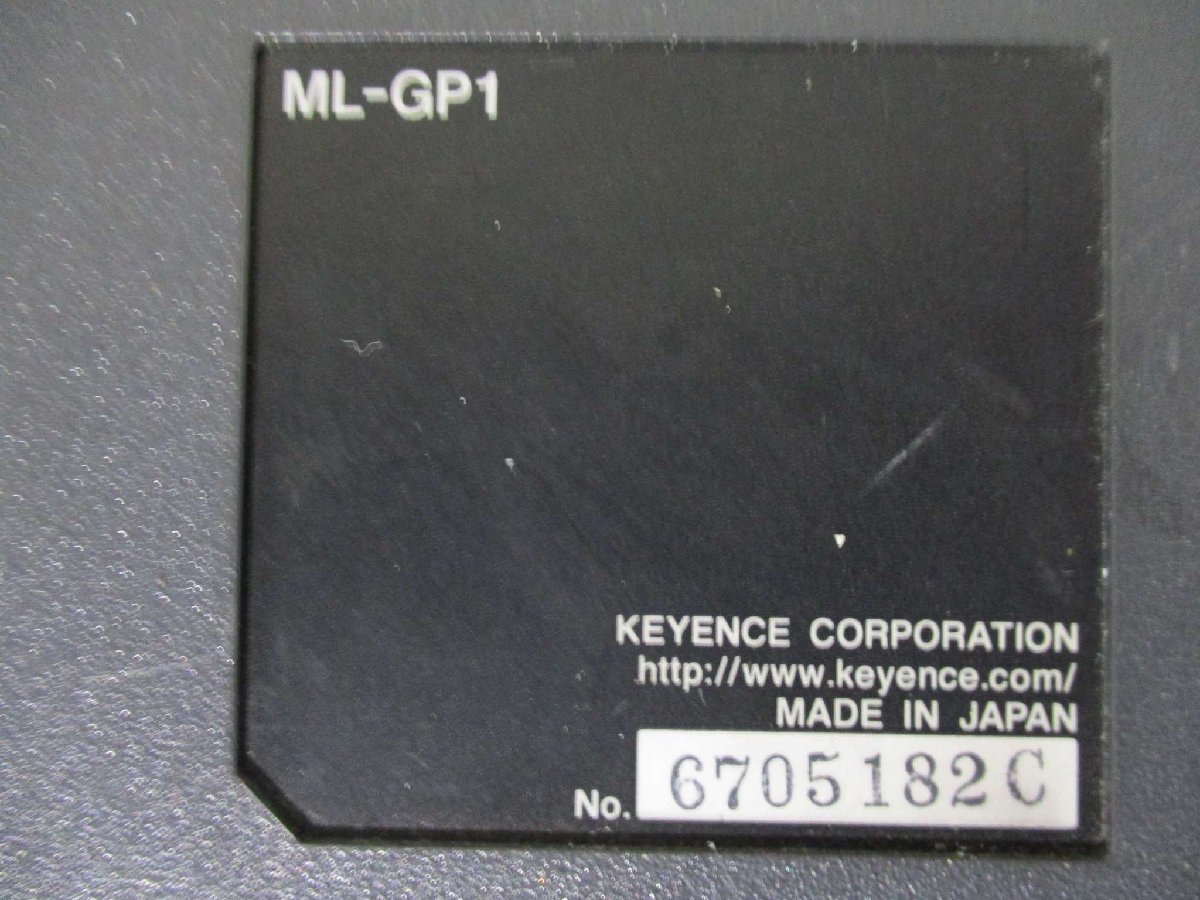 ML-GP1
KEYENCE CORPORATION
http://www.keyence.com/
MADE IN JAPAN
No. 6705182C